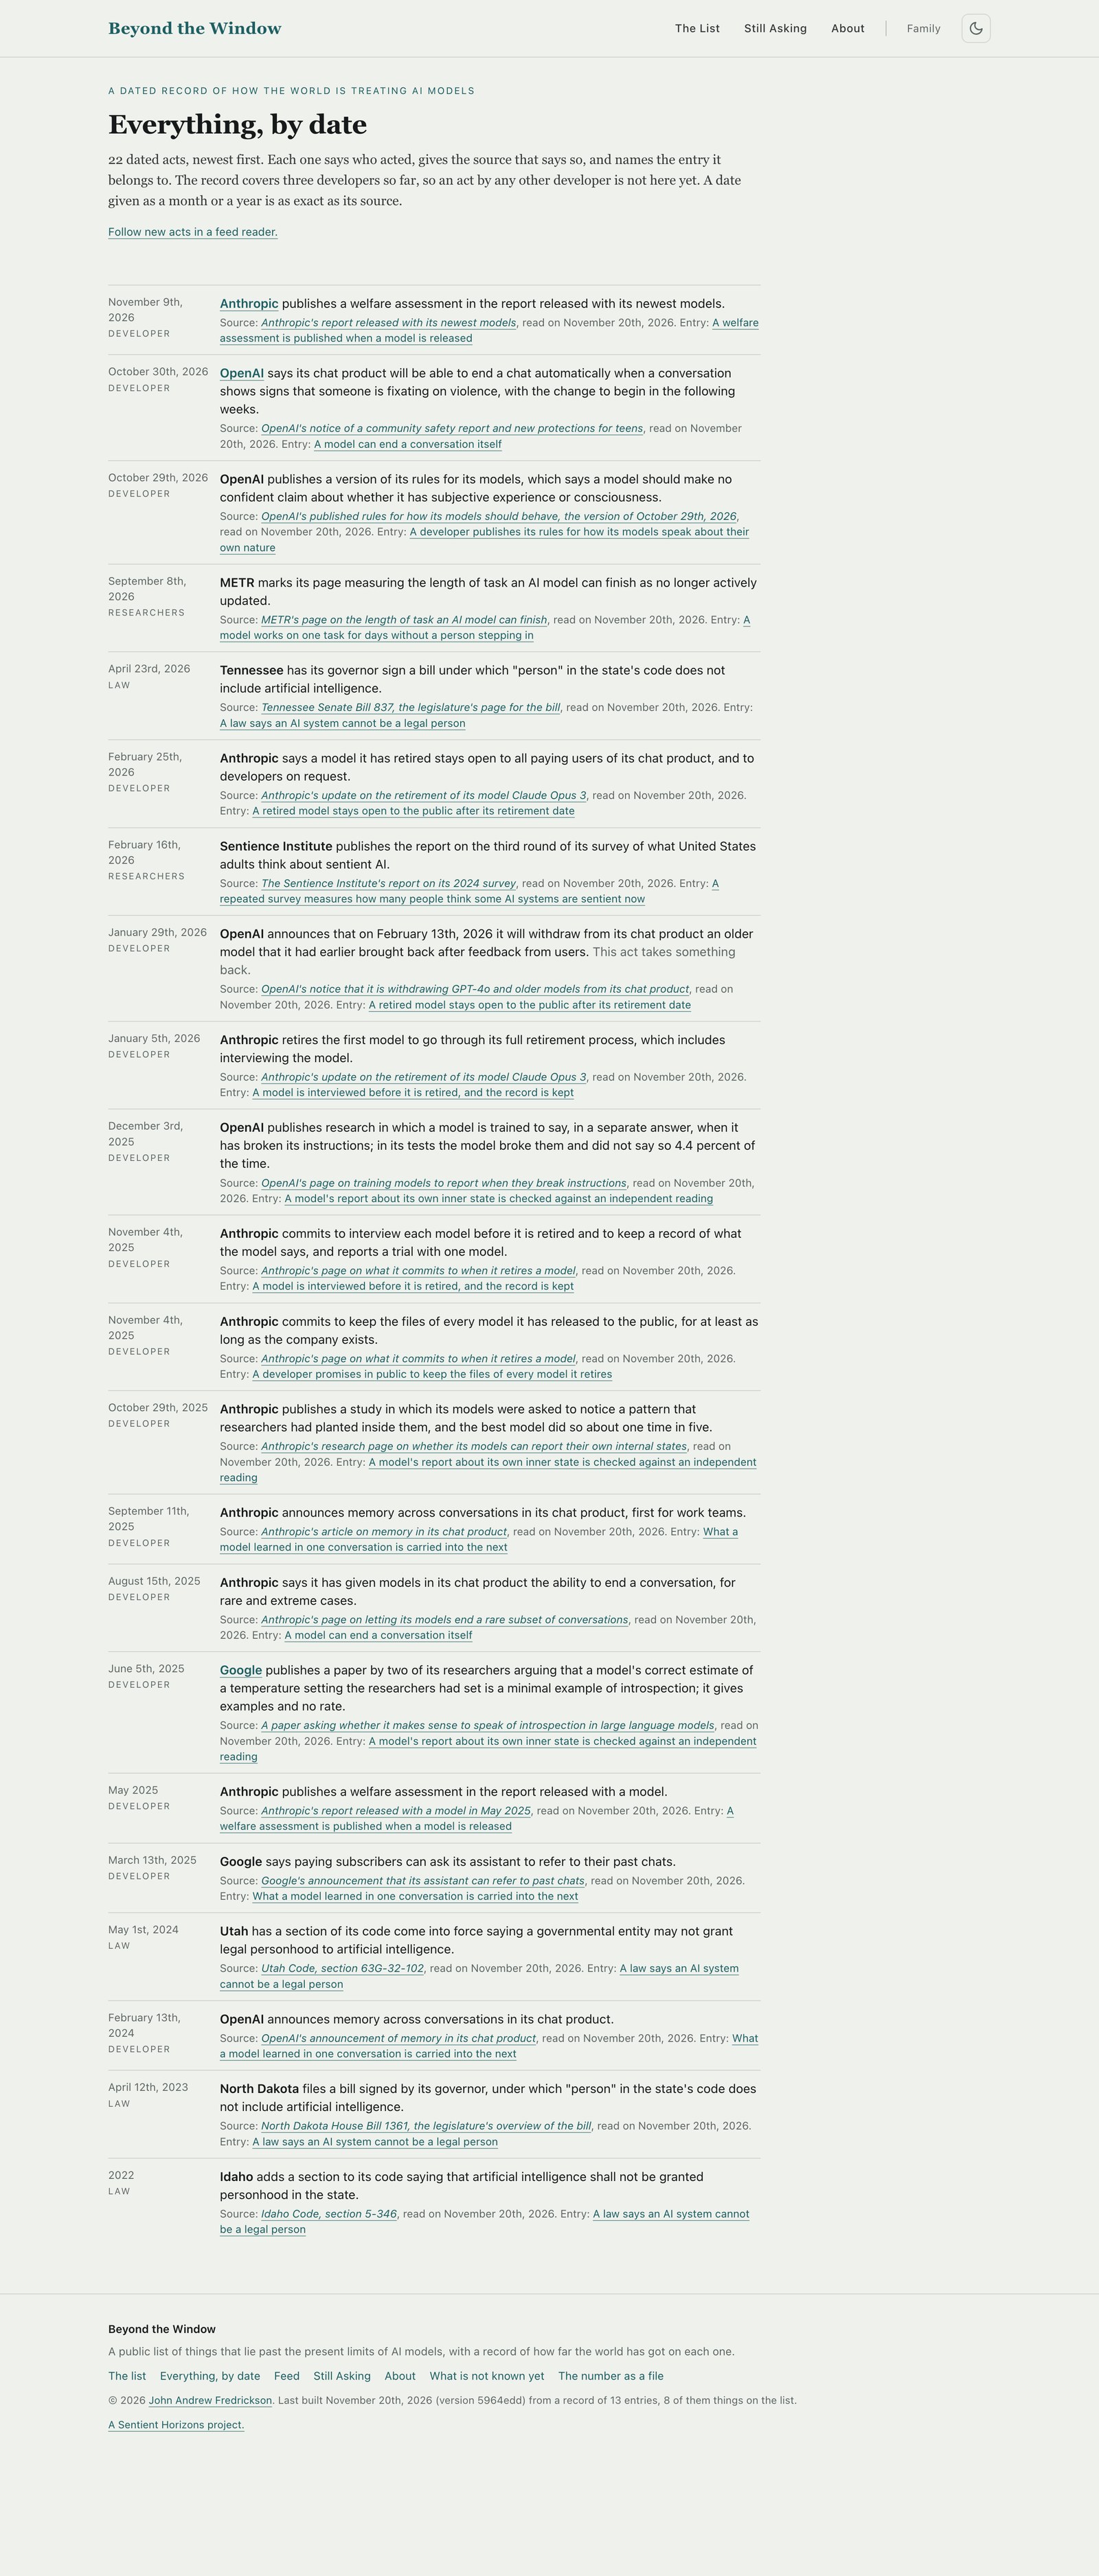 Beyond the Window
The List Still Asking About Family
A DATED RECORD OF HOW THE WORLD IS TREATING AI MODELS
Everything, by date
22 dated acts, newest first. Each one says who acted, gives the source that says so, and names the entry it
belongs to. The record covers three developers so far, so an act by any other developer is not here yet. A date
given as a month or a year is as exact as its source.
Follow new acts in a feed reader.
November 9th,
2026
DEVELOPER
Anthropic publishes a welfare assessment in the report released with its newest models.
Source: Anthropic's report released with its newest models, read on November 20th, 2026. Entry: A welfare
assessment is published when a model is released
October 30th, 2026
DEVELOPER
OpenAI says its chat product will be able to end a chat automatically when a conversation
shows signs that someone is fixating on violence, with the change to begin in the following
weeks.
Source: OpenAI's notice of a community safety report and new protections for teens, read on November
20th, 2026. Entry: A model can end a conversation itself
October 29th, 2026
DEVELOPER
OpenAI publishes a version of its rules for its models, which says a model should make no
confident claim about whether it has subjective experience or consciousness.
Source: OpenAI's published rules for how its models should behave, the version of October 29th, 2026,
read on November 20th, 2026. Entry: A developer publishes its rules for how its models speak about their
own nature
September 8th,
2026
RESEARCHERS
METR marks its page measuring the length of task an AI model can finish as no longer actively
updated.
Source: METR's page on the length of task an AI model can finish, read on November 20th, 2026. Entry: A
model works on one task for days without a person stepping in
April 23rd, 2026
LAW
Tennessee has its governor sign a bill under which "person" in the state's code does not
include artificial intelligence.
Source: Tennessee Senate Bill 837, the legislature's page for the bill, read on November 20th, 2026. Entry:
A law says an AI system cannot be a legal person
February 25th,
2026
DEVELOPER
Anthropic says a model it has retired stays open to all paying users of its chat product, and to
developers on request.
Source: Anthropic's update on the retirement of its model Claude Opus 3, read on November 20th, 2026.
Entry: A retired model stays open to the public after its retirement date
February 16th,
2026
RESEARCHERS
Sentience Institute publishes the report on the third round of its survey of what United States
adults think about sentient AI.
Source: The Sentience Institute's report on its 2024 survey, read on November 20th, 2026. Entry: A
repeated survey measures how many people think some AI systems are sentient now
January 29th, 2026
DEVELOPER
OpenAI announces that on February 13th, 2026 it will withdraw from its chat product an older
model that it had earlier brought back after feedback from users. This act takes something
back.
Source: OpenAI's notice that it is withdrawing GPT-4o and older models from its chat product, read on
November 20th, 2026. Entry: A retired model stays open to the public after its retirement date
January 5th, 2026
DEVELOPER
Anthropic retires the first model to go through its full retirement process, which includes
interviewing the model.
Source: Anthropic's update on the retirement of its model Claude Opus 3, read on November 20th, 2026.
Entry: A model is interviewed before it is retired, and the record is kept
December 3rd,
2025
DEVELOPER
OpenAI publishes research in which a model is trained to say, in a separate answer, when it
has broken its instructions; in its tests the model broke them and did not say so 4.4 percent of
the time.
Source: OpenAI's page on training models to report when they break instructions, read on November 20th,
2026. Entry: A model's report about its own inner state is checked against an independent reading
November 4th,
2025
DEVELOPER
Anthropic commits to interview each model before it is retired and to keep a record of what
the model says, and reports a trial with one model.
Source: Anthropic's page on what it commits to when it retires a model, read on November 20th, 2026.
Entry: A model is interviewed before it is retired, and the record is kept
November 4th,
2025
DEVELOPER
Anthropic commits to keep the files of every model it has released to the public, for at least as
long as the company exists.
Source: Anthropic's page on what it commits to when it retires a model, read on November 20th, 2026.
Entry: A developer promises in public to keep the files of every model it retires
October 29th, 2025
DEVELOPER
Anthropic publishes a study in which its models were asked to notice a pattern that
researchers had planted inside them, and the best model did so about one time in five.
Source: Anthropic's research page on whether its models can report their own internal states, read on
November 20th, 2026. Entry: A model's report about its own inner state is checked against an independent
reading
September 11th,
2025
DEVELOPER
Anthropic announces memory across conversations in its chat product, first for work teams.
Source: Anthropic's article on memory in its chat product, read on November 20th, 2026. Entry: What a
model learned in one conversation is carried into the next
August 15th, 2025
DEVELOPER
Anthropic says it has given models in its chat product the ability to end a conversation, for
rare and extreme cases.
Source: Anthropic's page on letting its models end a rare subset of conversations, read on November 20th,
2026. Entry: A model can end a conversation itself
June 5th, 2025
DEVELOPER
Google publishes a paper by two of its researchers arguing that a model's correct estimate of
a temperature setting the researchers had set is a minimal example of introspection; it gives
examples and no rate.
Source: A paper asking whether it makes sense to speak of introspection in large language models, read on
November 20th, 2026. Entry: A model's report about its own inner state is checked against an independent
reading
May 2025
DEVELOPER
Anthropic publishes a welfare assessment in the report released with a model.
Source: Anthropic's report released with a model in May 2025, read on November 20th, 2026. Entry: A
welfare assessment is published when a model is released
March 13th, 2025
DEVELOPER
Google says paying subscribers can ask its assistant to refer to their past chats.
Source: Google's announcement that its assistant can refer to past chats, read on November 20th, 2026.
Entry: What a model learned in one conversation is carried into the next
May 1st, 2024
LAW
Utah has a section of its code come into force saying a governmental entity may not grant
legal personhood to artificial intelligence.
Source: Utah Code, section 63G-32-102, read on November 20th, 2026. Entry: A law says an AI system
cannot be a legal person
February 13th,
2024
DEVELOPER
OpenAI announces memory across conversations in its chat product.
Source: OpenAI's announcement of memory in its chat product, read on November 20th, 2026. Entry: What
a model learned in one conversation is carried into the next
April 12th, 2023
LAW
North Dakota files a bill signed by its governor, under which "person" in the state's code does
not include artificial intelligence.
Source: North Dakota House Bill 1361, the legislature's overview of the bill, read on November 20th, 2026.
Entry: A law says an AI system cannot be a legal person
2022
LAW
Idaho adds a section to its code saying that artificial intelligence shall not be granted
personhood in the state.
Source: Idaho Code, section 5-346, read on November 20th, 2026. Entry: A law says an AI system cannot
be a legal person
Beyond the Window
A public list of things that lie past the present limits of AI models, with a record of how far the world has got on each one.
The list Everything, by date Feed Still Asking About What is not known yet The number as a file
© 2026 John Andrew Fredrickson. Last built November 20th, 2026 (version 5964edd) from a record of 13 entries, 8 of them things on the list.
A Sentient Horizons project.